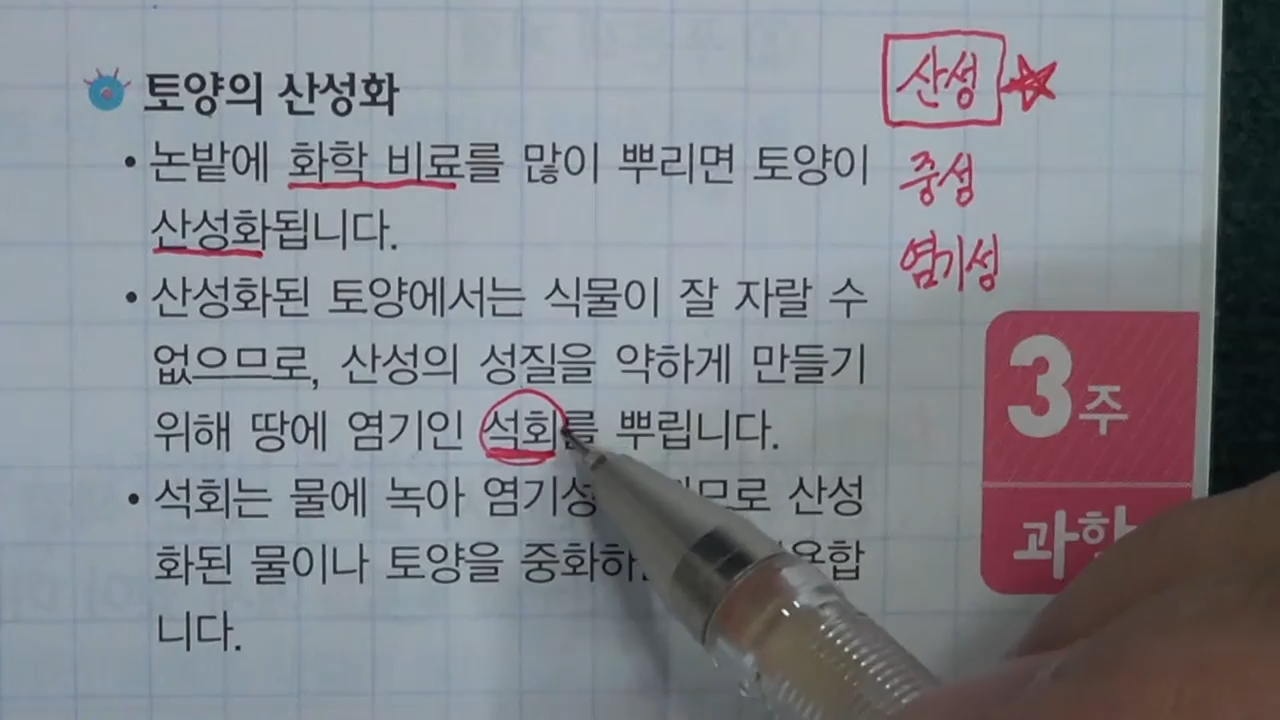 토양의 산성화
• 논밭에 화학 비료를 많이 뿌리면 토양이
산성화됩니다.
• 산성화된 토양에서는 식물이 잘 자랄 수
없으므로, 산성의 성질을 약하게 만들기
위해 땅에 염기인 석회를 뿌립니다.
• 석회는 물에 녹아 염기성 산성
화된 물이나 토양을 중화하
니다.
산성
중성
염기성
3주
과학